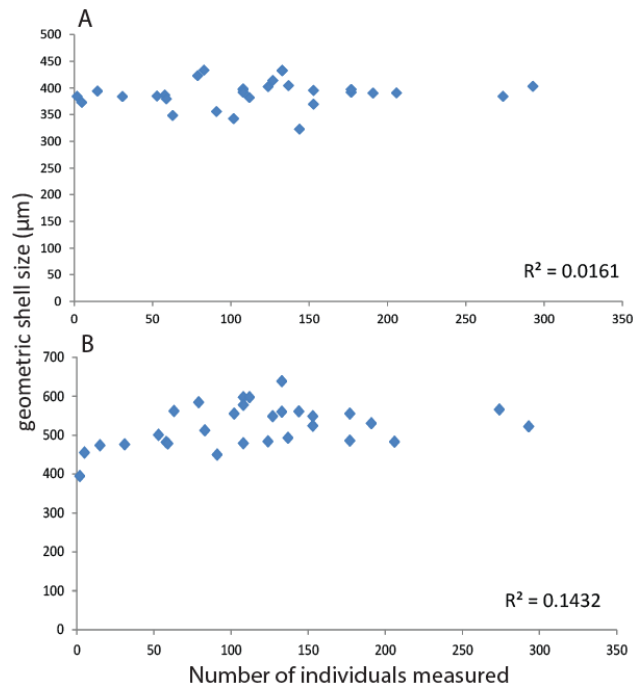 A
500
450
400
350
300
250
200
150
100
50
0
0 50 100 150 200 250 300 350
R² = 0.0161
geometric shell size (μm)
B
700
600
500
400
300
200
100
0
0 50 100 150 200 250 300 350
R² = 0.1432
Number of individuals measured